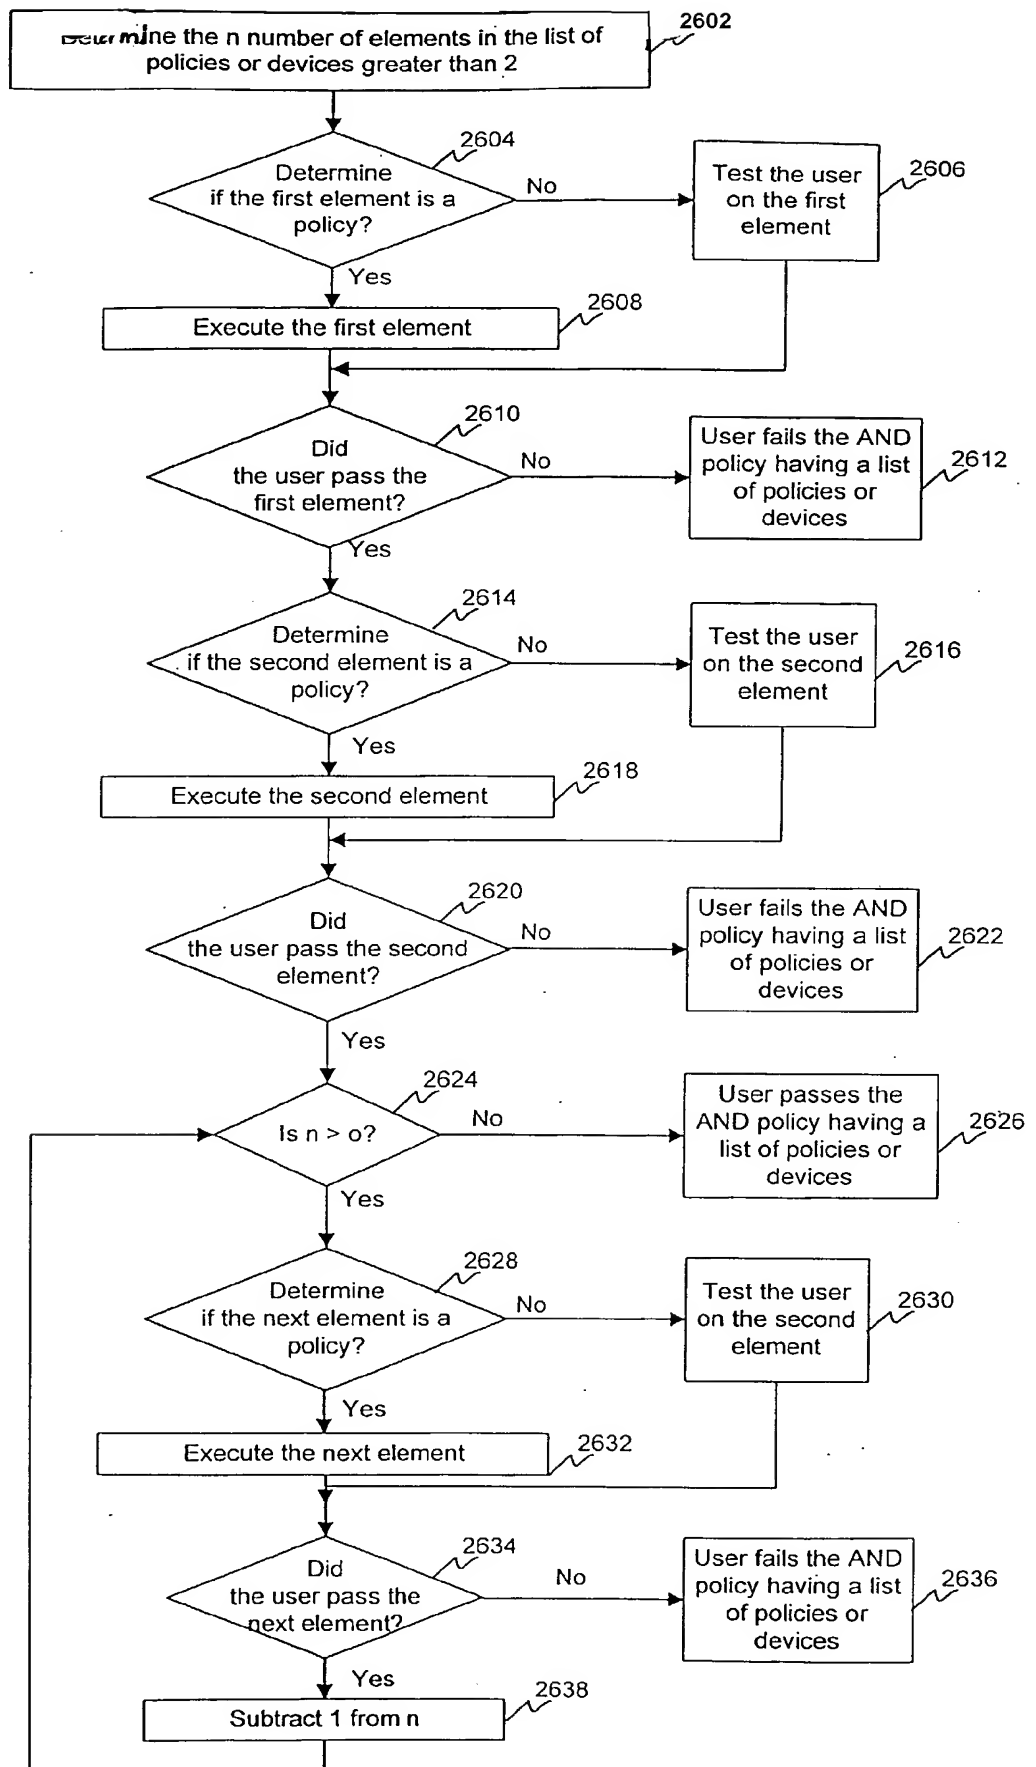 Determine the n number of elements in the list of
policies or devices greater than 2
2602
Determine
if the first element is a
policy?
2604
No
Test the user
on the first
element
2606
Yes
Execute the first element
2608
Did
the user pass the
first element?
2610
No
User fails the AND
policy having a list
of policies or
devices
2612
Yes
Determine
if the second element is a
policy?
2614
No
Test the user
on the second
element
2616
Yes
Execute the second element
2618
Did
the user pass the second
element?
2620
No
User fails the AND
policy having a list
of policies or
devices
2622
Yes
Is n > o?
2624
No
User passes the
AND policy having a
list of policies or
devices
2626
Yes
Determine
if the next element is a
policy?
2628
No
Test the user
on the second
element
2630
Yes
Execute the next element
2632
Did
the user pass the
next element?
2634
No
User fails the AND
policy having a list
of policies or
devices
2636
Yes
Subtract 1 from n
2638